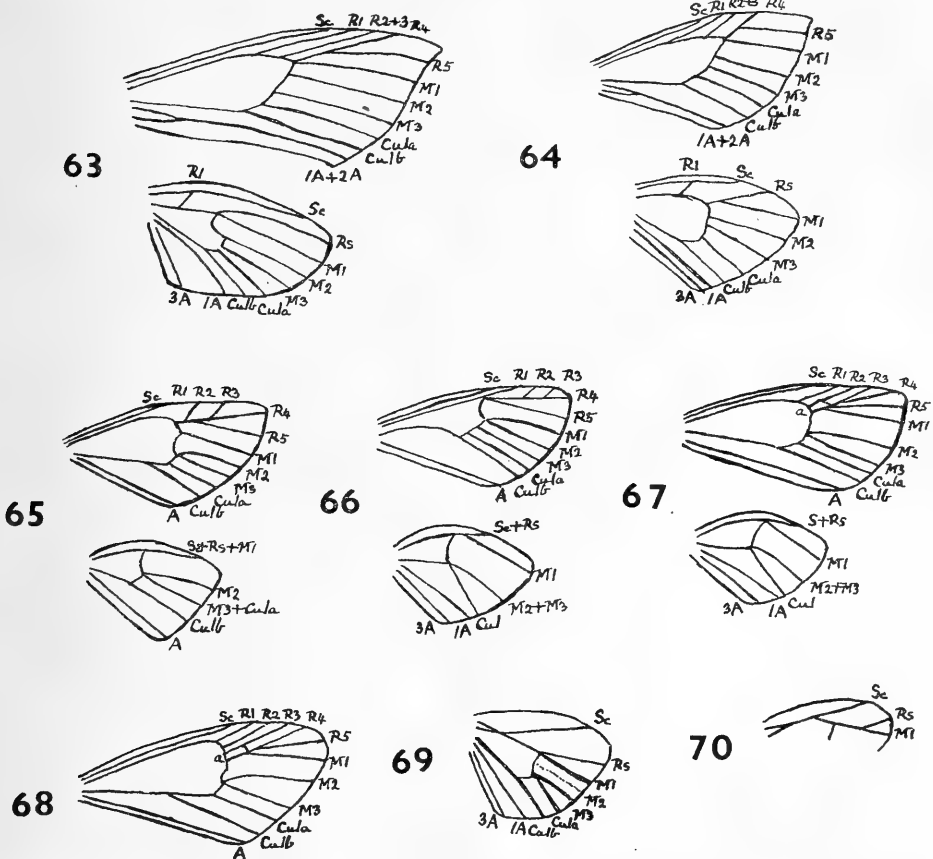 Sc R1 R2+3 R4
R5
M1
M2
M3
Cu1a
Cu1b
1A+2A
63
R1
Sc
Rs
M1
M2
M3
Cu1a
Cu1b
1A
3A
Sc R1 R2+3 R4
R5
M1
M2
M3
Cu1a
Cu1b
1A+2A
64
R1
Sc
Rs
M1
M2
M3
Cu1a
Cu1b
1A
3A
Sc R1 R2 R3
R4
R5
M1
M2
M3
Cu1a
Cu1b
A
65
Sc+Rs+M1
M2
M3+Cu1a
Cu1b
A
Sc R1 R2 R3
R4
R5
M1
M2
M3
Cu1a
Cu1b
A
66
Sc+Rs
M1
M2+M3
Cu1
1A
3A
Sc R1 R2 R3 R4
a
R5
M1
M2
M3
Cu1a
Cu1b
A
67
S+Rs
M1
M2+M3
Cu1
3A
Sc R1 R2 R3 R4
a
R5
M1
M2
M3
Cu1a
Cu1b
A
68
69
Sc
Rs
M1
M2
M3
Cu1a
Cu1b
1A
3A
70
Sc
Rs
M1